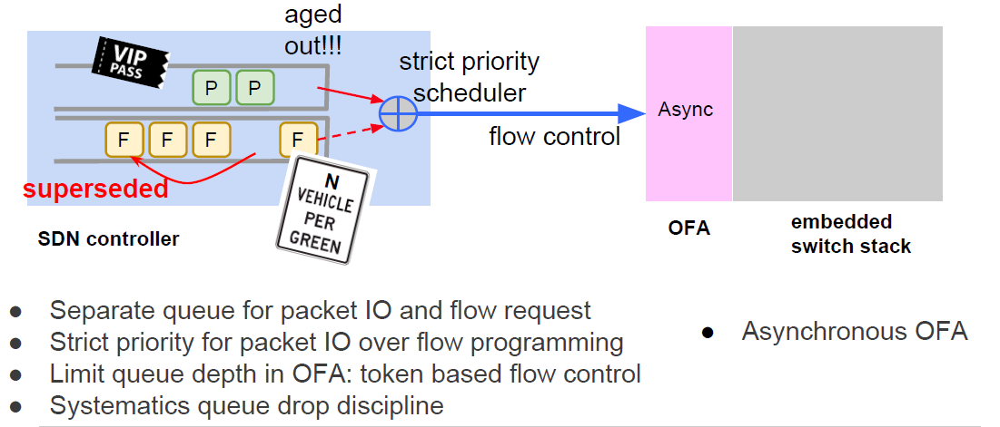 aged
out!!!
VIP
PASS
P P
strict priority
scheduler
Async
F F F F
flow control
superseded
N
VEHICLE
PER
GREEN
SDN controller
OFA
embedded
switch stack
● Separate queue for packet IO and flow request
● Strict priority for packet IO over flow programming
● Limit queue depth in OFA: token based flow control
● Systematics queue drop discipline
● Asynchronous OFA